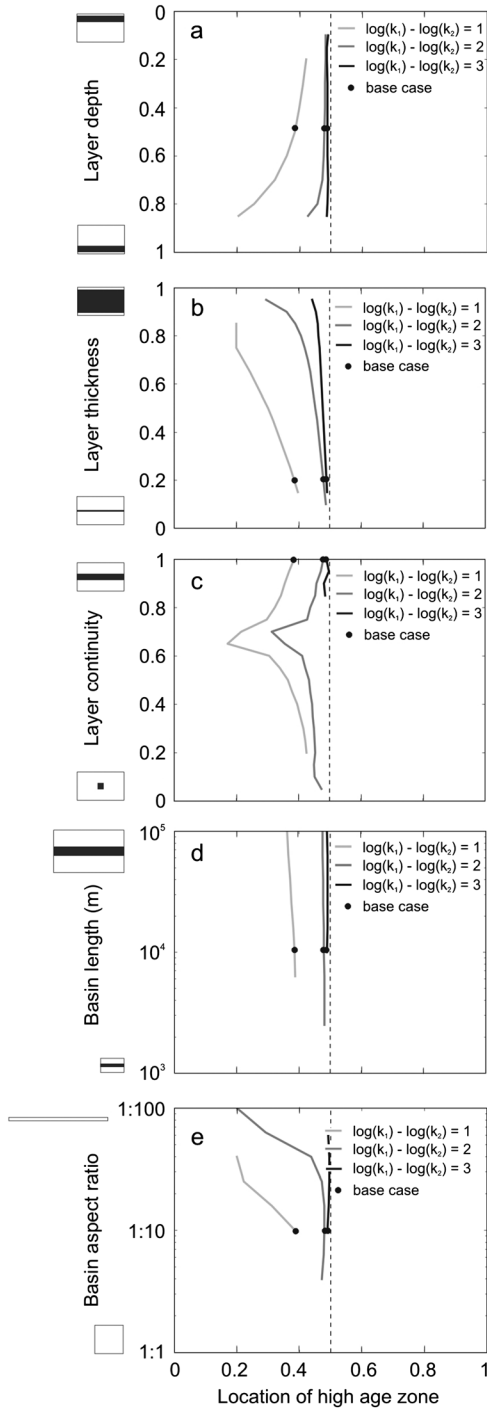 0
0.2
0.4
0.6
0.8
1
Layer depth
a
log(k₁) - log(k₂) = 1
log(k₁) - log(k₂) = 2
log(k₁) - log(k₂) = 3
base case
1
0.8
0.6
0.4
0.2
0
Layer thickness
b
log(k₁) - log(k₂) = 1
log(k₁) - log(k₂) = 2
log(k₁) - log(k₂) = 3
base case
1
0.8
0.6
0.4
0.2
0
Layer continuity
c
log(k₁) - log(k₂) = 1
log(k₁) - log(k₂) = 2
log(k₁) - log(k₂) = 3
base case
10⁵
10⁴
10³
Basin length (m)
d
log(k₁) - log(k₂) = 1
log(k₁) - log(k₂) = 2
log(k₁) - log(k₂) = 3
base case
1:100
1:10
1:1
Basin aspect ratio
e
log(k₁) - log(k₂) = 1
log(k₁) - log(k₂) = 2
log(k₁) - log(k₂) = 3
base case
0 0.2 0.4 0.6 0.8 1
Location of high age zone